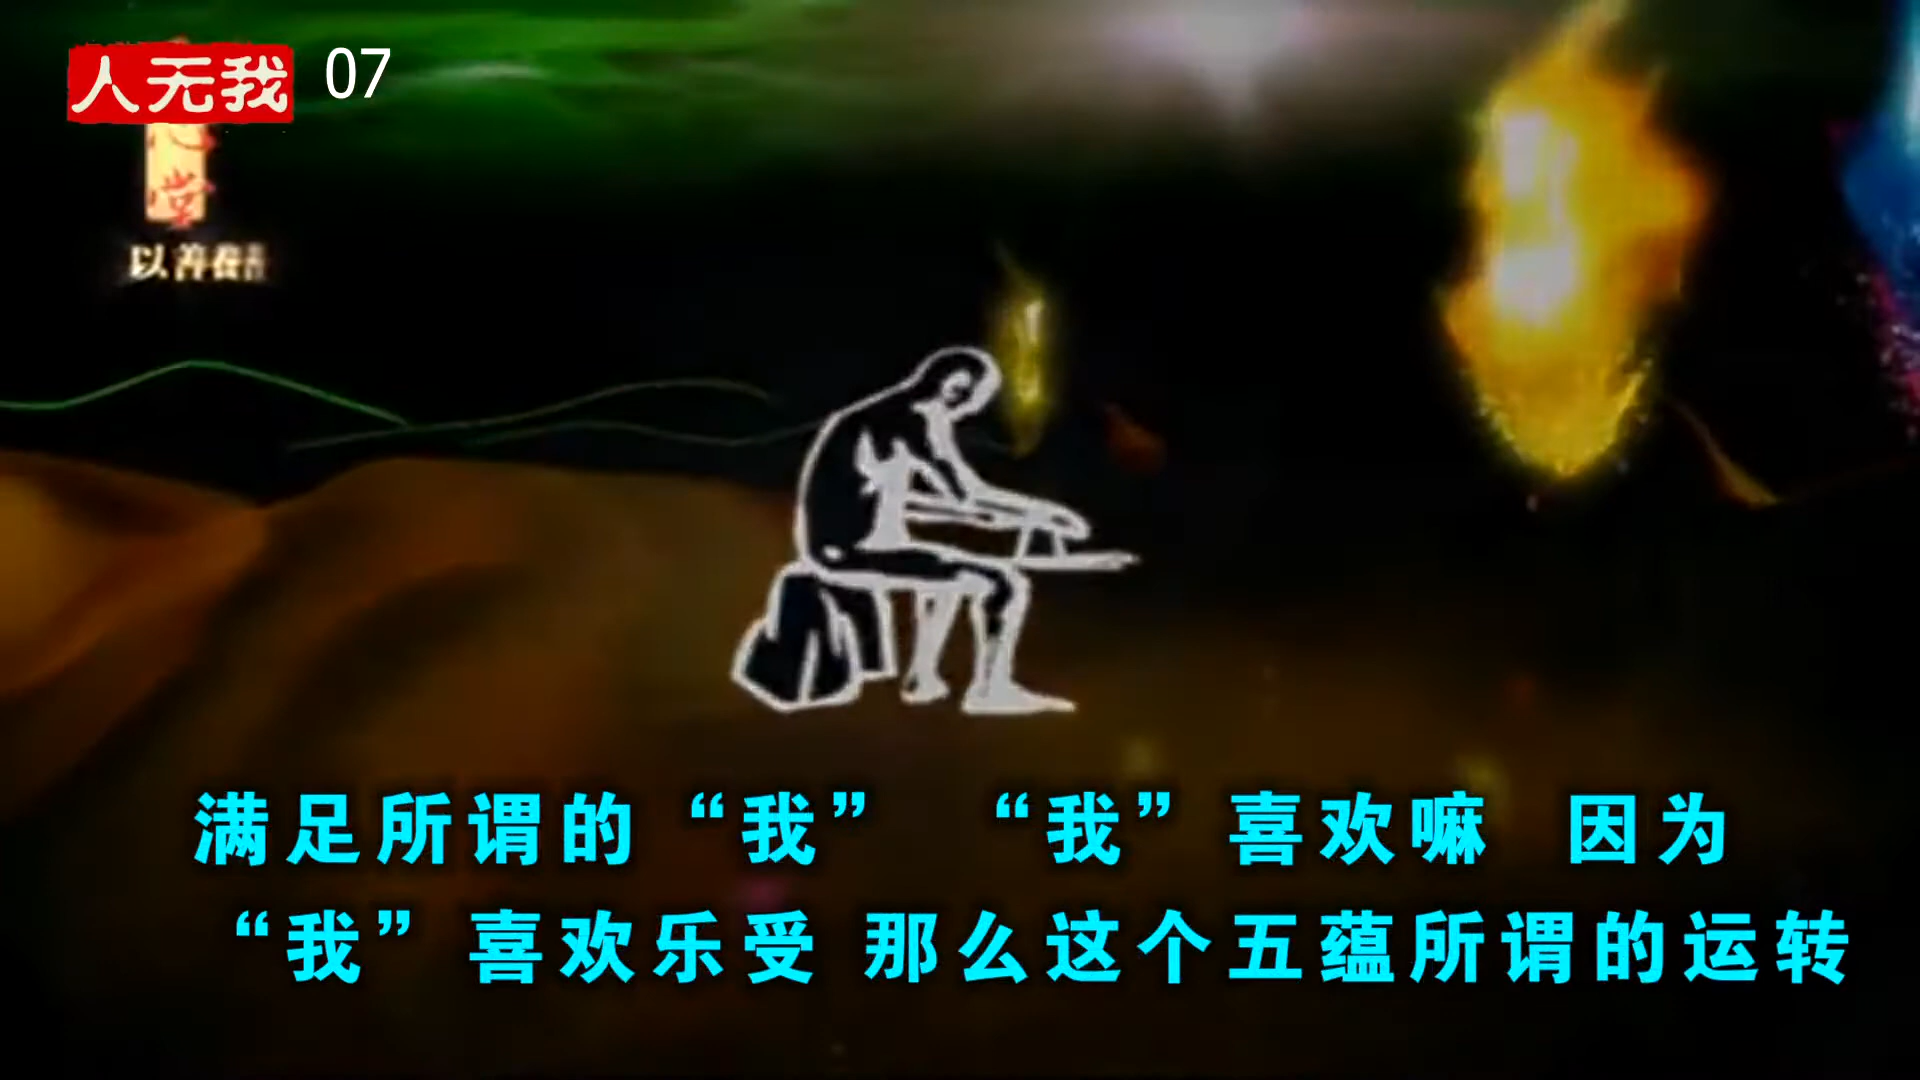 人无我 07
堂
以善
满足所谓的“我” “我”喜欢嘛 因为
“我”喜欢乐受 那么这个五蕴所谓的运转